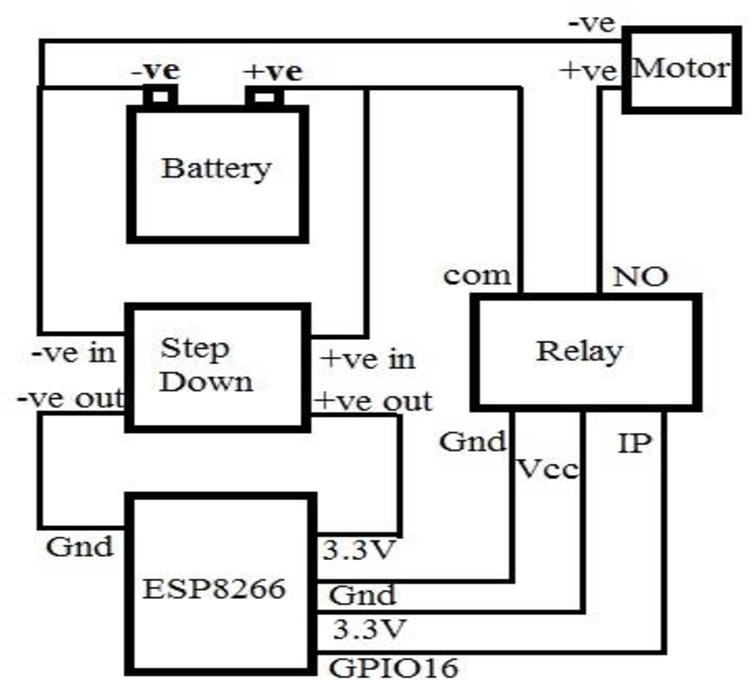 -ve
+ve Motor
-ve +ve
Battery
com NO
Relay
Step
Down
-ve in +ve in
-ve out +ve out
Gnd Vcc IP
Gnd 3.3V
ESP8266
Gnd
3.3V
GPIO16